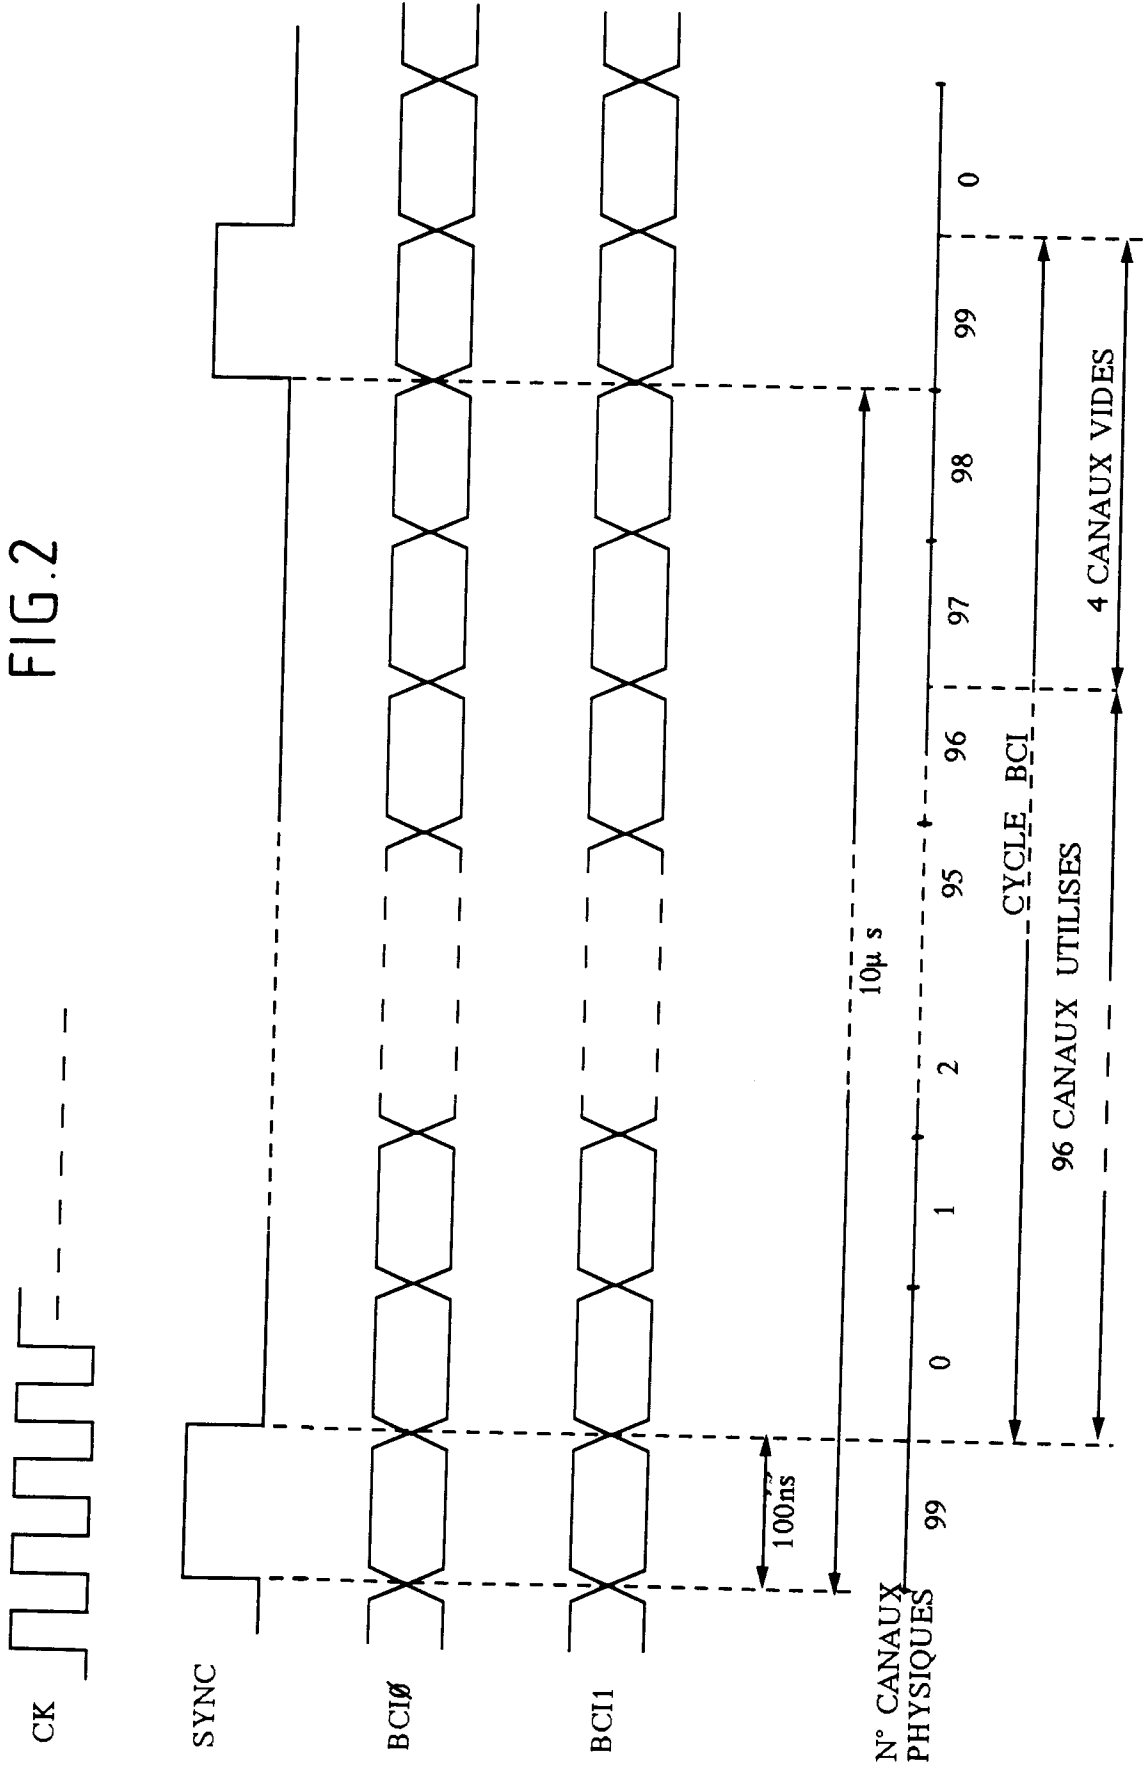 FIG.2
CK
SYNC
BCIØ
BCI1
100ns
10µ s
N° CANAUX
PHYSIQUES
99
0
1
2
95
96
97
98
99
0
CYCLE BCI
96 CANAUX UTILISES
4 CANAUX VIDES